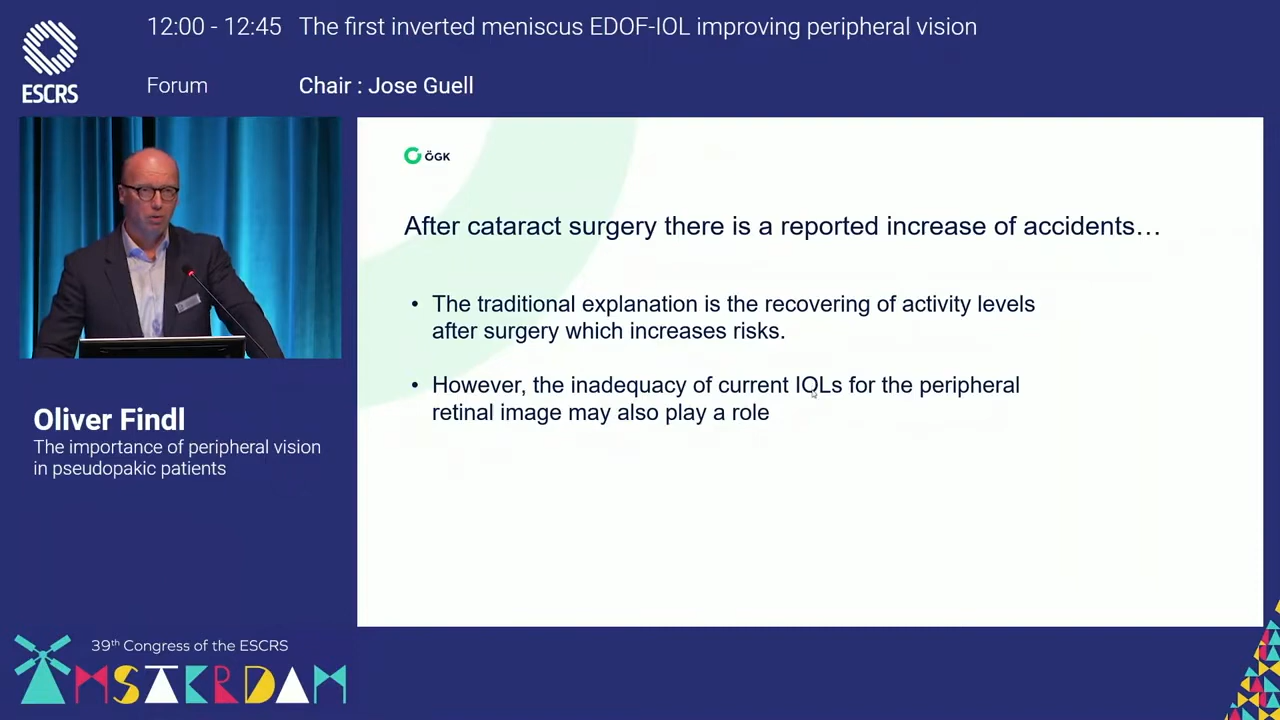 12:00 - 12:45 The first inverted meniscus EDOF-IOL improving peripheral vision
ESCRS
Forum Chair : Jose Guell
ÖGK
After cataract surgery there is a reported increase of accidents…
• The traditional explanation is the recovering of activity levels
after surgery which increases risks.
• However, the inadequacy of current IOLs for the peripheral
retinal image may also play a role
Oliver Findl
The importance of peripheral vision
in pseudopakic patients
39th Congress of the ESCRS
AMSTERDAM